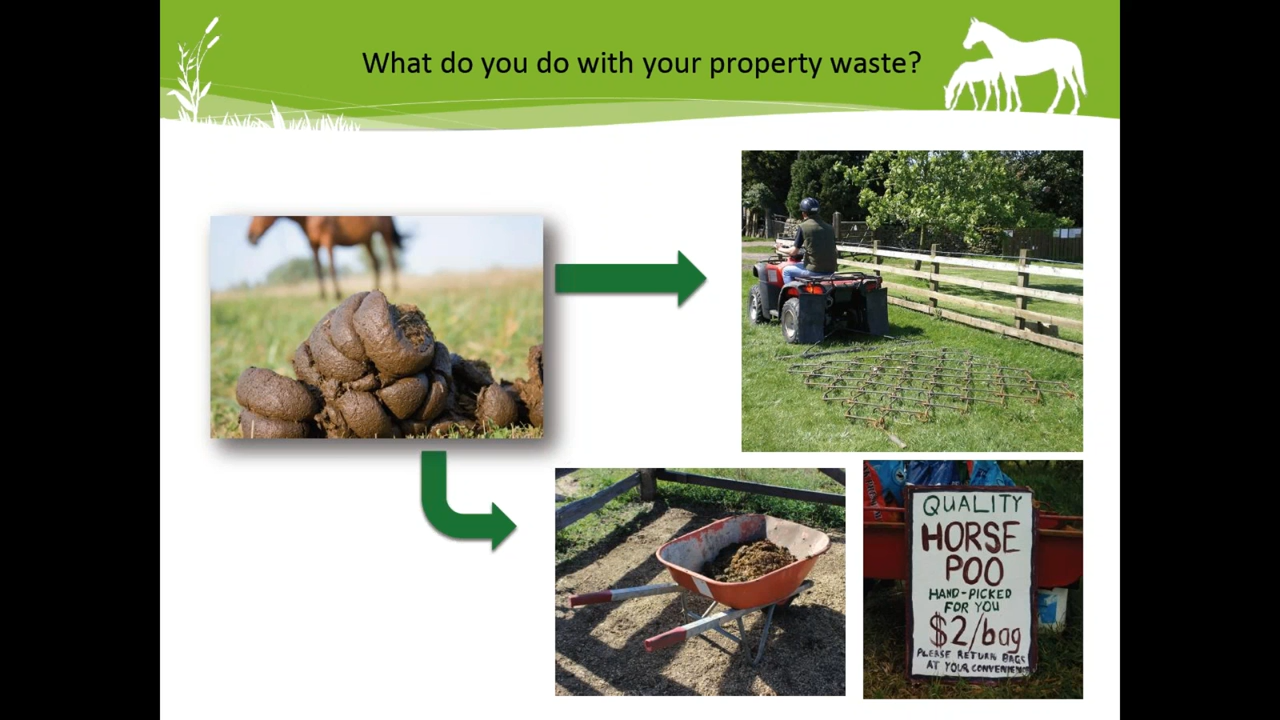 What do you do with your property waste?
QUALITY
HORSE
POO
HAND-PICKED
FOR YOU
$2/bag
PLEASE RETURN BAGS
AT YOUR CONVENIENCE